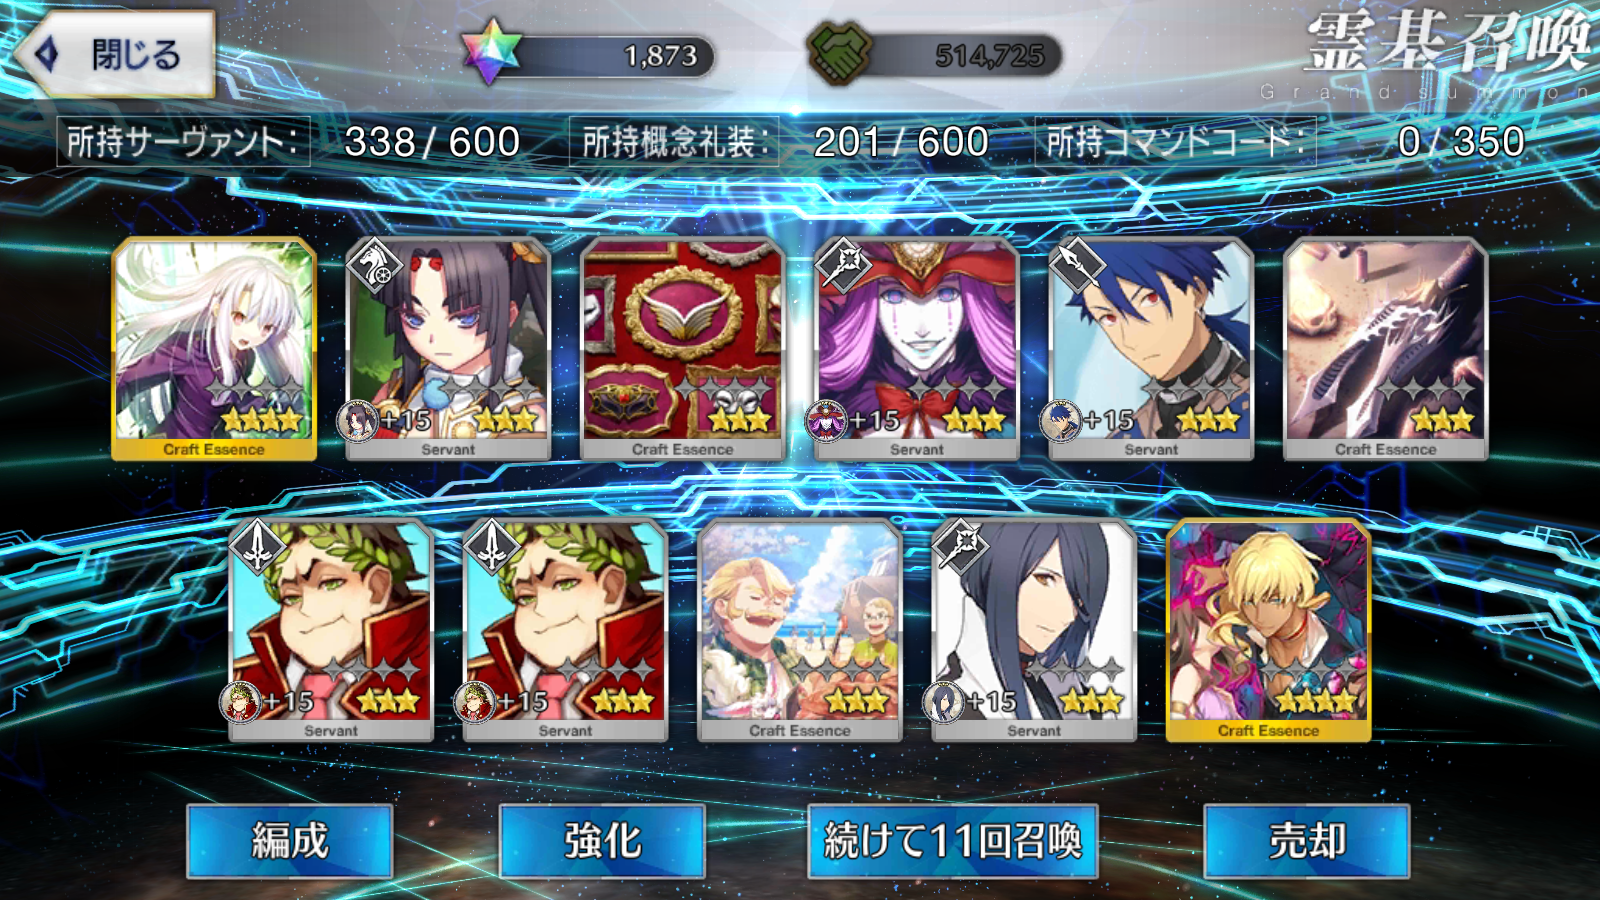 閉じる
1,873
514,725
霊基召喚
Grand summon
所持サーヴァント:
338 / 600
所持概念礼装:
201 / 600
所持コマンドコード:
0 / 350
Craft Essence
+15
Servant
Craft Essence
+15
Servant
+15
Servant
Craft Essence
+15
Servant
+15
Servant
Craft Essence
+15
Servant
Craft Essence
編成
強化
続けて11回召喚
売却